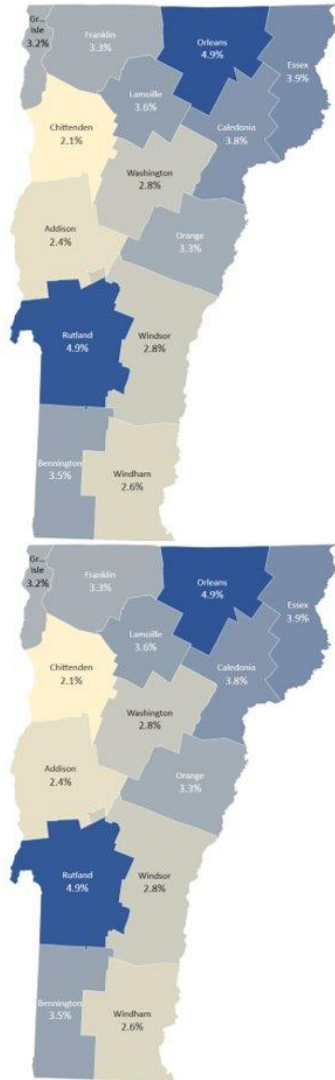 Gr...
Isle
3.2%
Franklin
3.3%
Orleans
4.9%
Essex
3.9%
Lamoille
3.6%
Caledonia
3.8%
Chittenden
2.1%
Washington
2.8%
Addison
2.4%
Orange
3.3%
Rutland
4.9%
Windsor
2.8%
Bennington
3.5%
Windham
2.6%
Gr...
Isle
3.2%
Franklin
3.3%
Orleans
4.9%
Essex
3.9%
Lamoille
3.6%
Caledonia
3.8%
Chittenden
2.1%
Washington
2.8%
Addison
2.4%
Orange
3.3%
Rutland
4.9%
Windsor
2.8%
Bennington
3.5%
Windham
2.6%